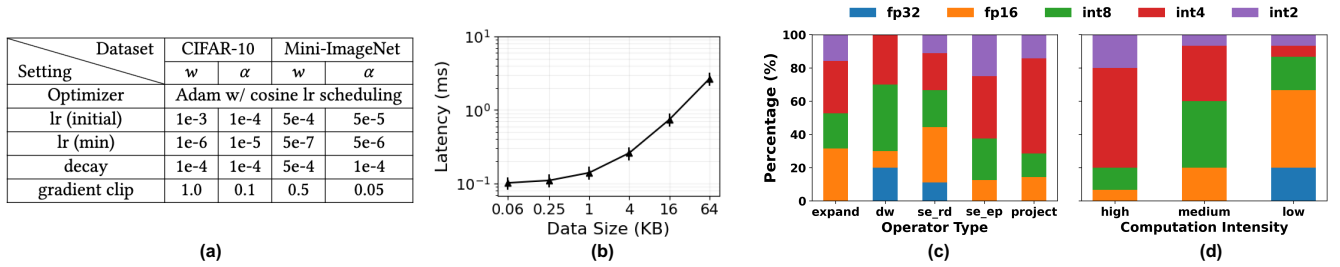 Dataset CIFAR-10 Mini-ImageNet
Setting w α w α
Optimizer Adam w/ cosine lr scheduling
lr (initial) 1e-3 1e-4 5e-4 5e-5
lr (min) 1e-6 1e-5 5e-7 5e-6
decay 1e-4 1e-4 5e-4 1e-4
gradient clip 1.0 0.1 0.5 0.05
(a)
Latency (ms)
10¹
10⁰
10⁻¹
0.06 0.25 1 4 16 64
Data Size (KB)
(b)
fp32 fp16 int8 int4 int2
Percentage (%)
100
80
60
40
20
0
expand dw se_rd se_ep project
Operator Type
(c)
high medium low
Computation Intensity
(d)